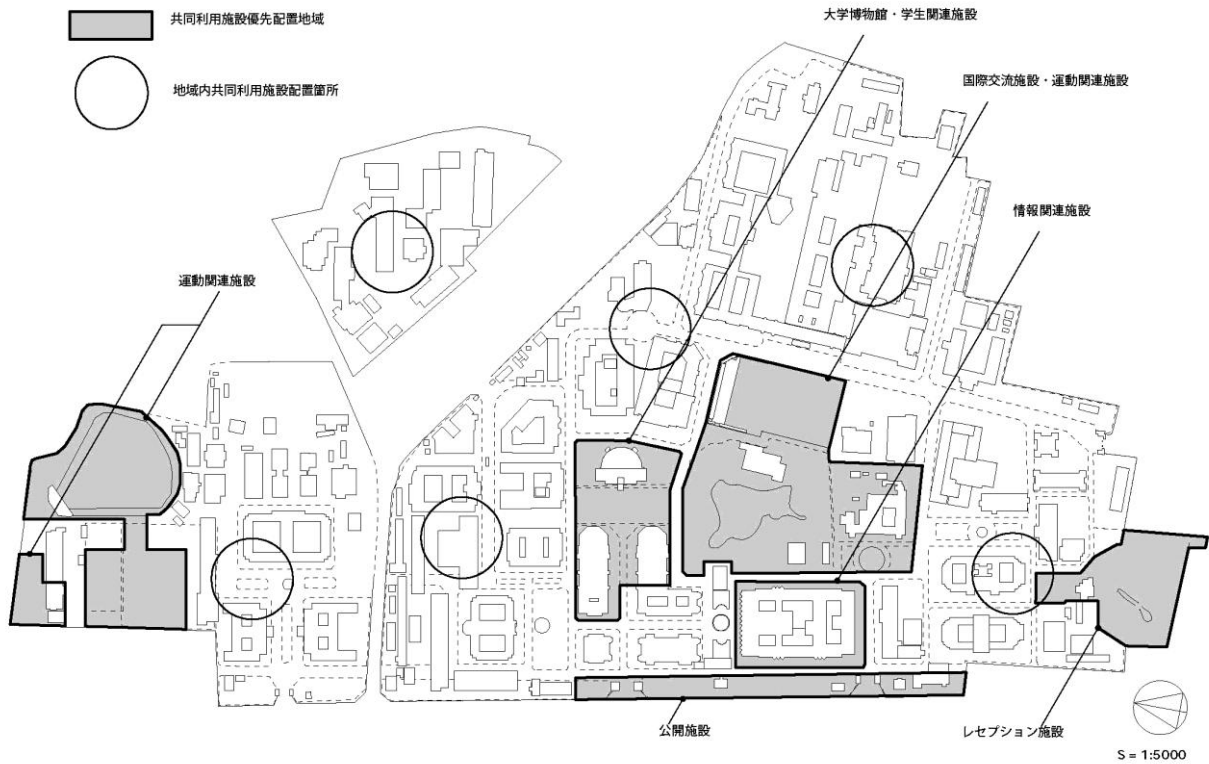 共同利用施設優先配置地域
地域内共同利用施設配置箇所
大学博物館・学生関連施設
国際交流施設・運動関連施設
情報関連施設
運動関連施設
公開施設
レセプション施設
S = 1:5000